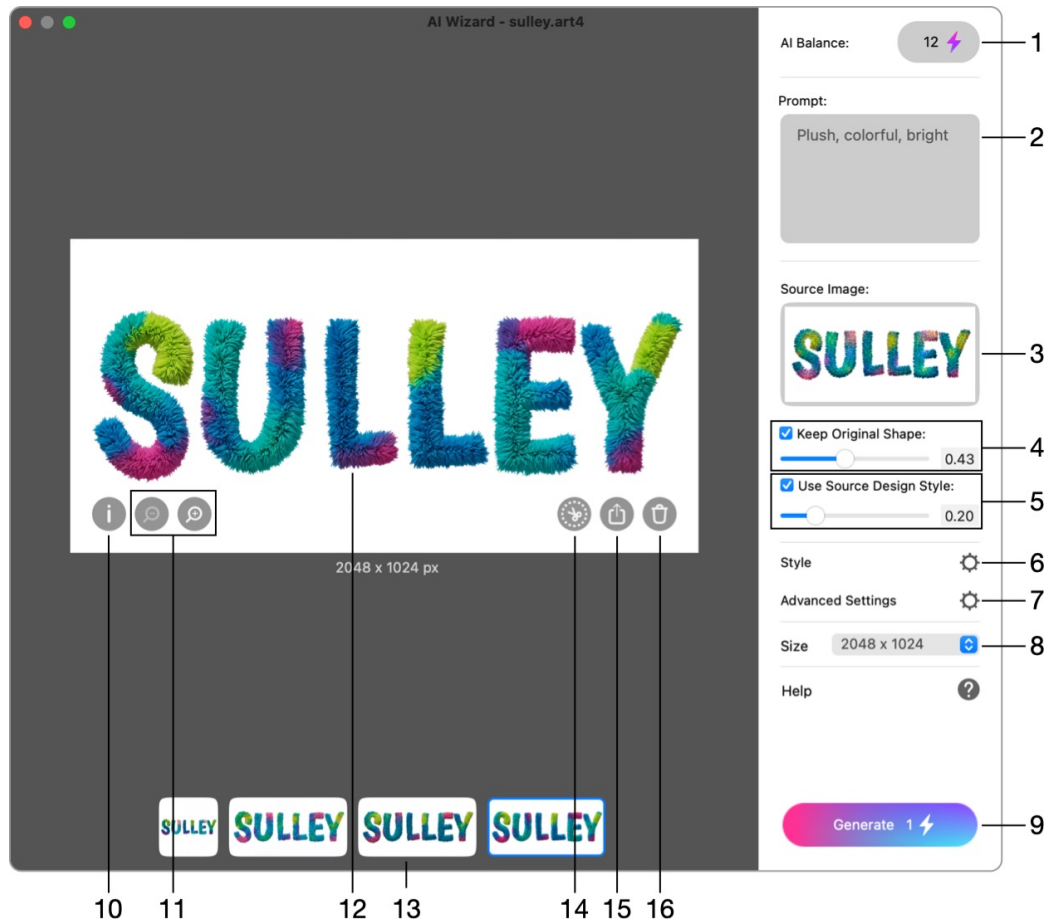 AI Wizard - sulley.art4
AI Balance:
12
1
Prompt:
Plush, colorful, bright
2
Source Image:
SULLEY
3
Keep Original Shape:
0.43
4
Use Source Design Style:
0.20
5
SULLEY
2048 x 1024 px
Style
6
Advanced Settings
7
Size
2048 x 1024
8
Help
?
SULLEY
SULLEY
SULLEY
SULLEY
Generate 1
9
10
11
12
13
14
15
16